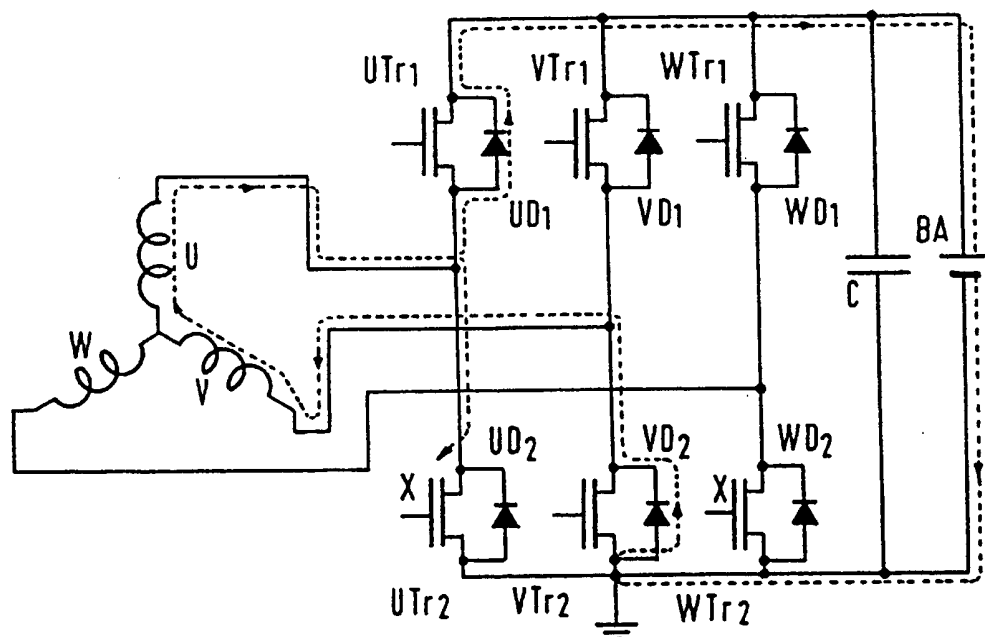 UTr1
VTr1
WTr1
UD1
VD1
WD1
BA
U
C
W
V
UD2
VD2
WD2
X
X
UTr2
VTr2
WTr2